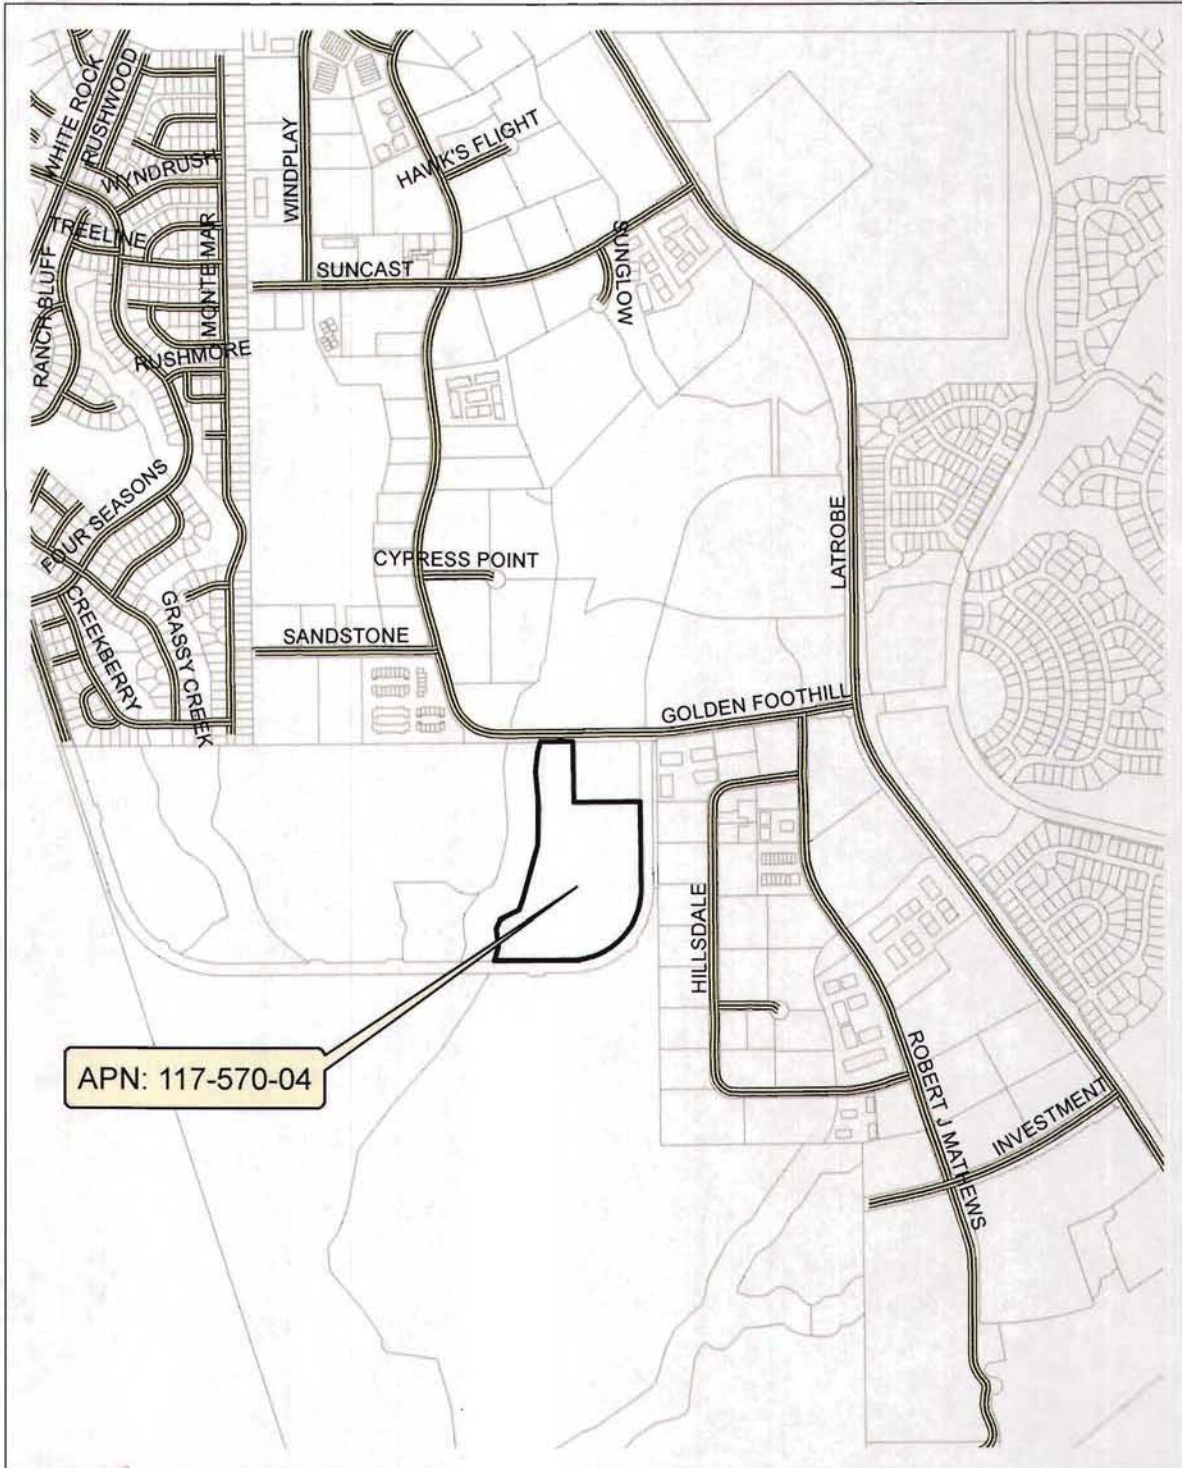 WHITE ROCK
RUSHWOOD
WYNDRUSH
TREELINE
RANCH BLUFF
MONTE MAR
RUSHMORE
WINDPLAY
HAWK'S FLIGHT
SUNCAST
SUNGLOW
FOUR SEASONS
CYPRESS POINT
LATROBE
CREEKBERRY
GRASSY CREEK
SANDSTONE
GOLDEN FOOTHILL
HILLSDALE
APN: 117-570-04
ROBERT J MATHEWS
INVESTMENT